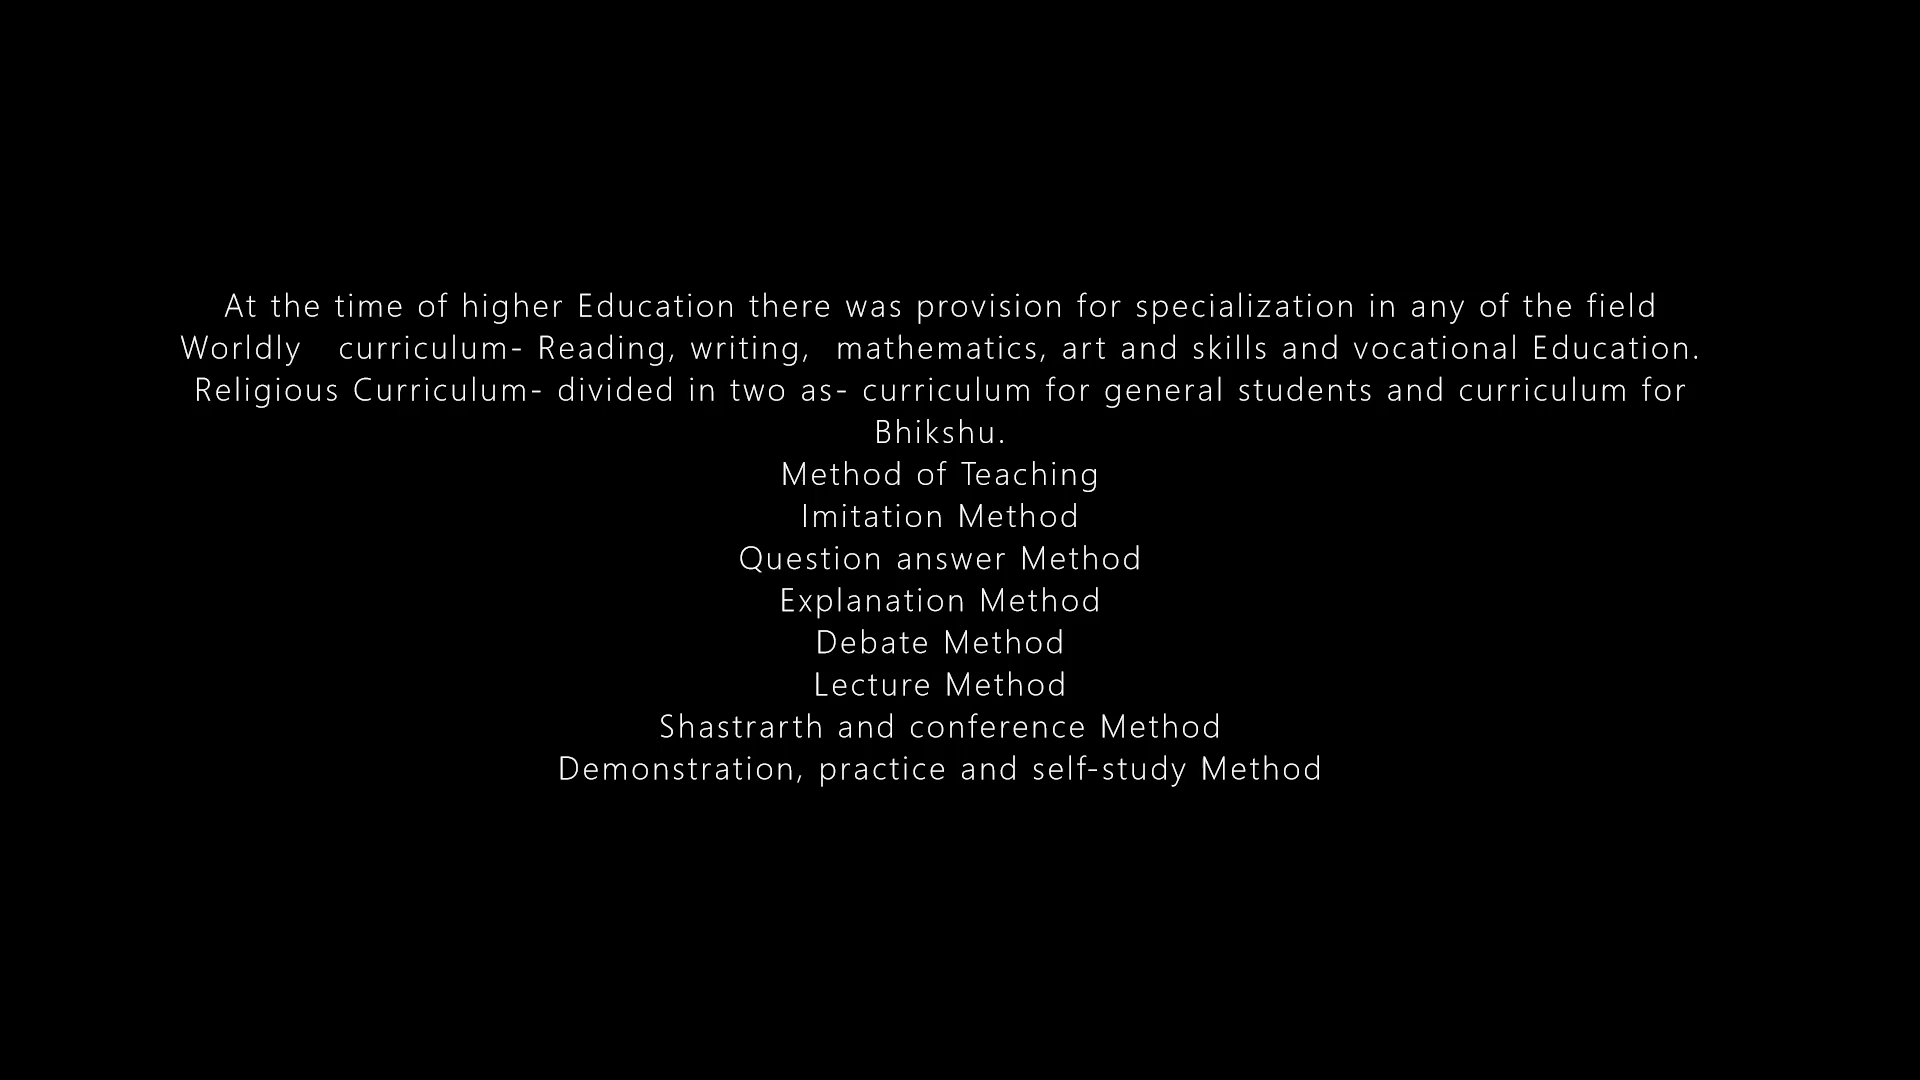 At the time of higher Education there was provision for specialization in any of the field
Worldly   curriculum- Reading, writing,  mathematics, art and skills and vocational Education.
Religious Curriculum- divided in two as- curriculum for general students and curriculum for
Bhikshu.
Method of Teaching
Imitation Method
Question answer Method
Explanation Method
Debate Method
Lecture Method
Shastrarth and conference Method
Demonstration, practice and self-study Method